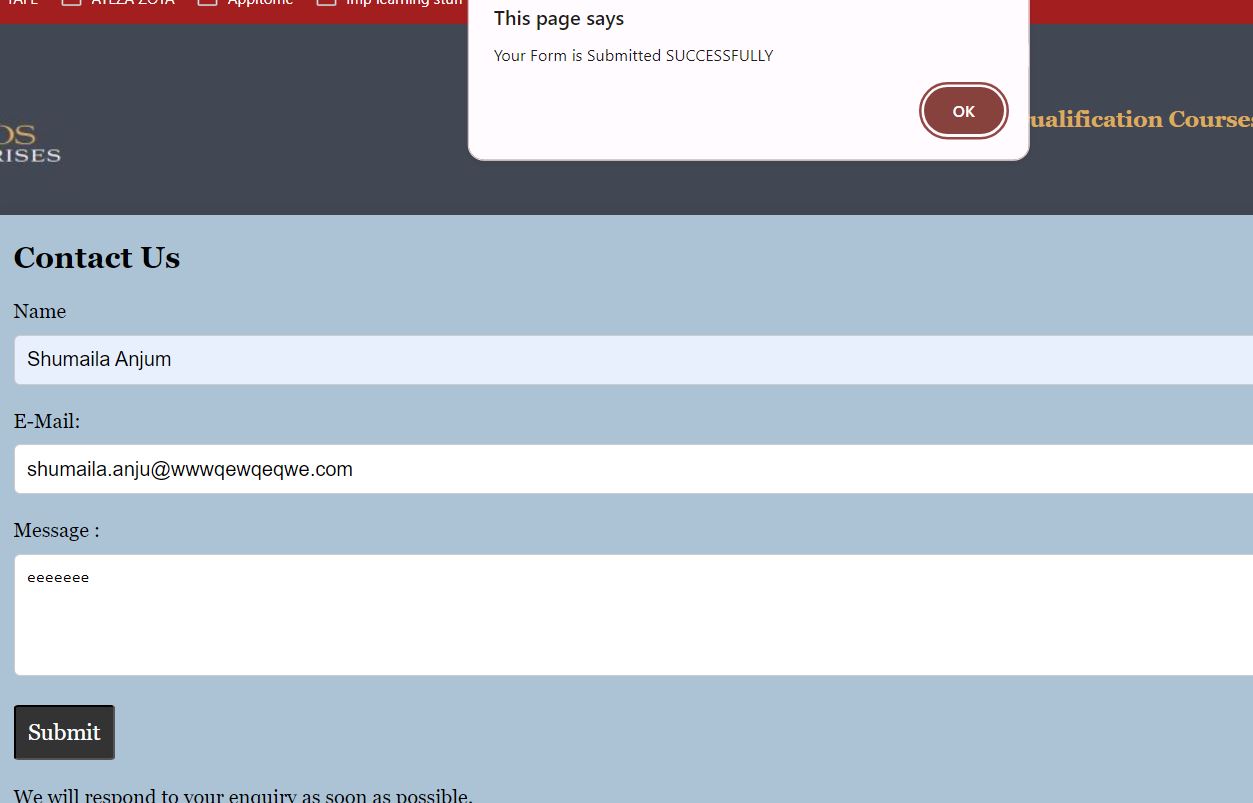 TAFE ATEZA ZOYA Appitome imp learning stuff
This page says
Your Form is Submitted SUCCESSFULLY
OK
DS
RISES
ualification Courses
Contact Us
Name
Shumaila Anjum
E-Mail:
shumaila.anju@wwwqewqeqwe.com
Message :
eeeeeee
Submit
We will respond to your enquiry as soon as possible.